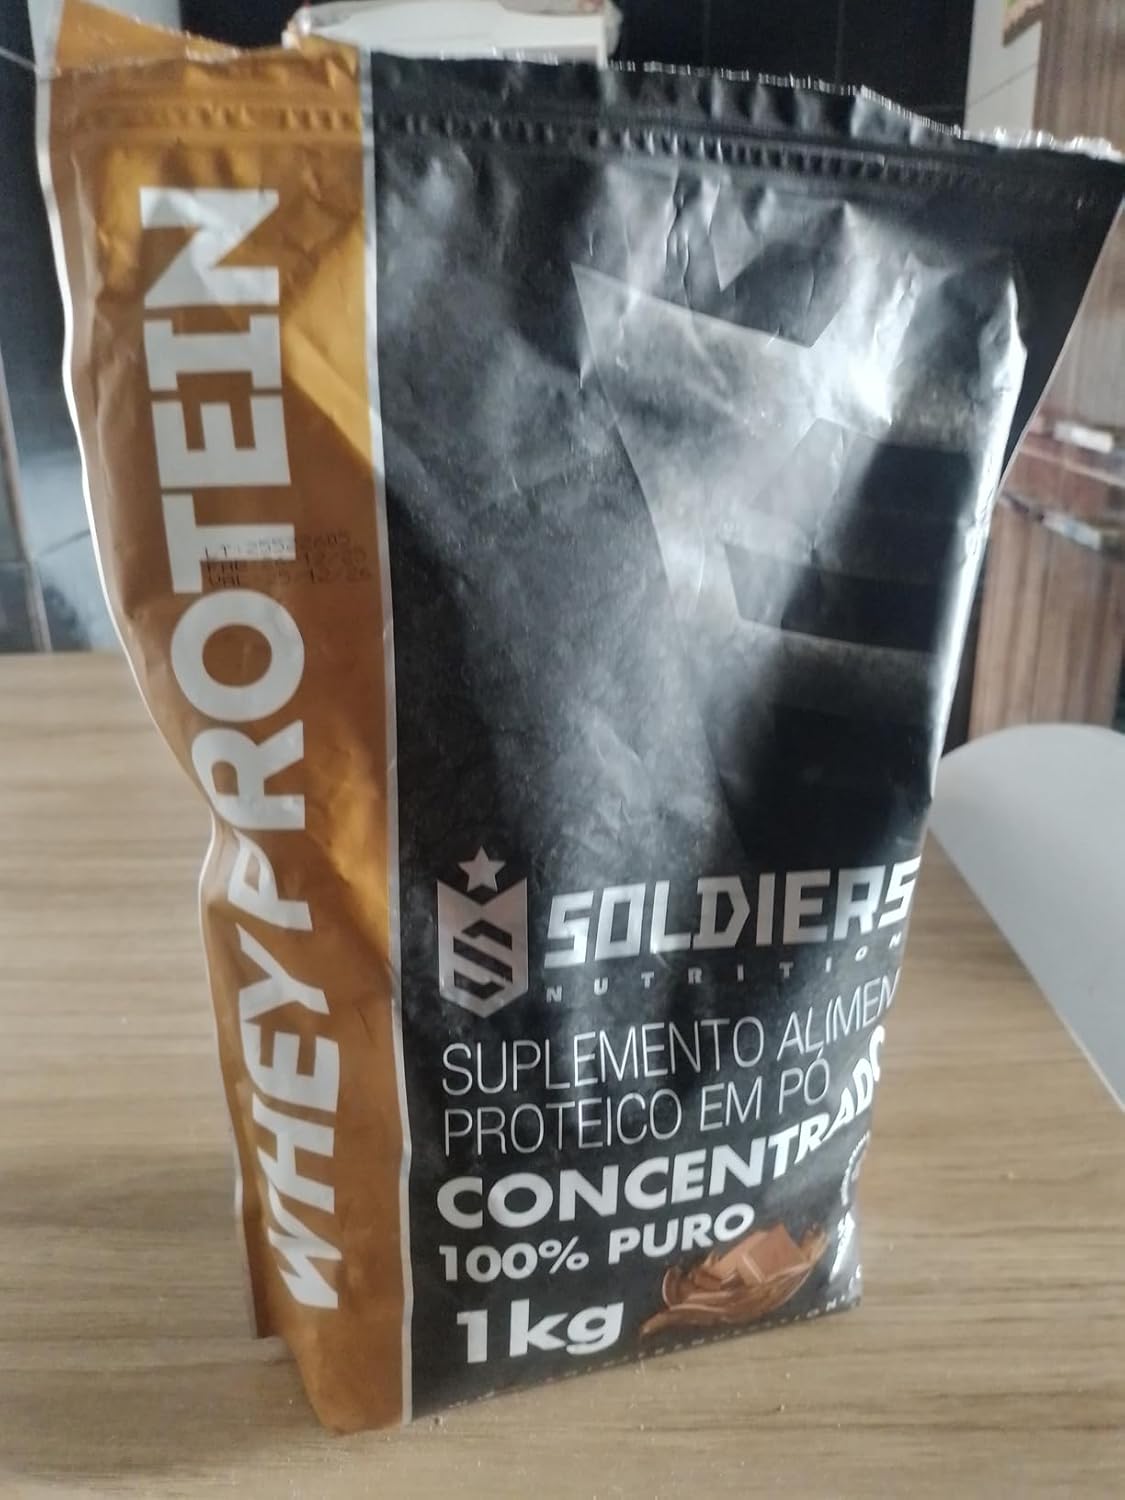 WHEY PROTEIN
SOLDIERS
NUTRITION
SUPLEMENTO ALIMEN
PROTEICO EM PÓ
CONCENTRADO
100% PURO
1kg